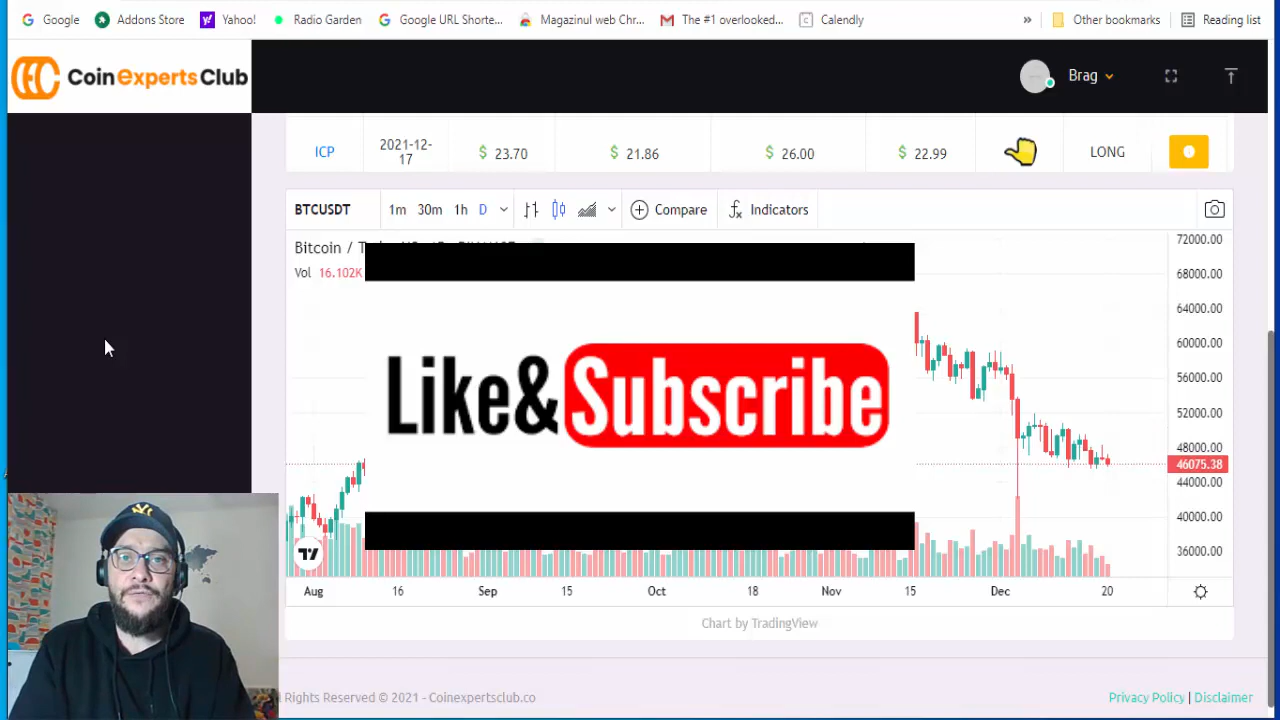 Google Addons Store Yahoo! Radio Garden Google URL Shorte... Magazinul web Chr... The #1 overlooked... Calendly » Other bookmarks Reading list
Coin experts Club
Brag
ICP 2021-12-17 $ 23.70 $ 21.86 $ 26.00 $ 22.99 LONG
BTCUSDT 1m 30m 1h D Compare Indicators
Bitcoin /
Vol 16.102K
Like& Subscribe
72000.00
68000.00
64000.00
60000.00
56000.00
52000.00
48000.00
46075.38
44000.00
40000.00
36000.00
Aug 16 Sep 15 Oct 18 Nov 15 Dec 20
Chart by TradingView
Rights Reserved © 2021 - Coinexpertsclub.co
Privacy Policy | Disclaimer